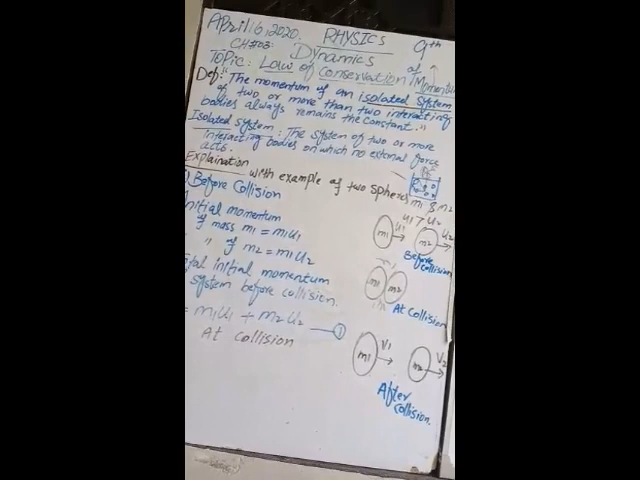 April 16, 2020. PHYSICS 9th
CH#03: Dynamics
Topic: Law of Conservation of Momentum
Def: "The momentum of an isolated system
of two or more than two interacting
bodies always remains the constant."
Isolated System: The system of two or more
interacting bodies on which no external force
acts.
Explaination with example of two spheres m1 & m2
u1 > u2
Before Collision
Initial momentum
of mass m1 = m1u1
" of m2 = m1u2
Total initial momentum
system before collision.
= m1u1 + m2u2 ——①
At Collision
m1 u1 m2 u2
Before
Collision
m1 m2
At Collision
m1 V1 m2 V2
After
Collision.